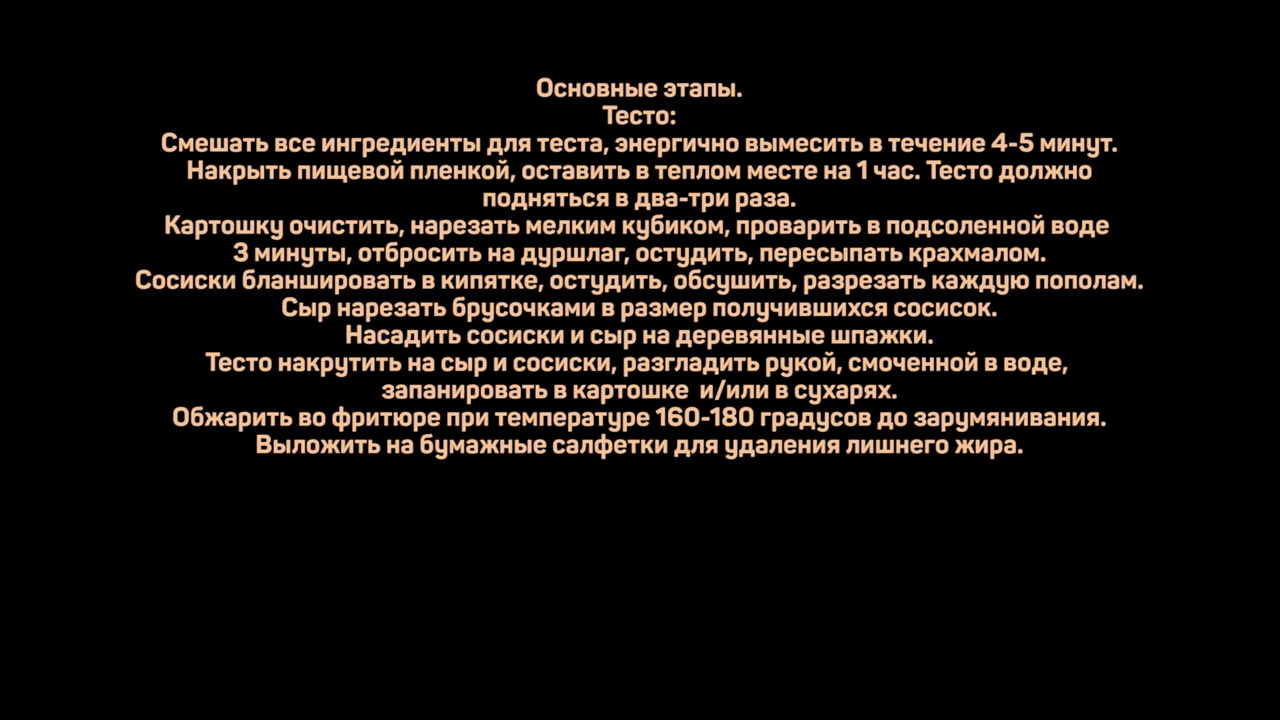 Основные этапы.
Тесто:
Смешать все ингредиенты для теста, энергично вымесить в течение 4-5 минут.
Накрыть пищевой пленкой, оставить в теплом месте на 1 час. Тесто должно
подняться в два-три раза.
Картошку очистить, нарезать мелким кубиком, проварить в подсоленной воде
3 минуты, отбросить на дуршлаг, остудить, пересыпать крахмалом.
Сосиски бланшировать в кипятке, остудить, обсушить, разрезать каждую пополам.
Сыр нарезать брусочками в размер получившихся сосисок.
Насадить сосиски и сыр на деревянные шпажки.
Тесто накрутить на сыр и сосиски, разгладить рукой, смоченной в воде,
запанировать в картошке  и/или в сухарях.
Обжарить во фритюре при температуре 160-180 градусов до зарумянивания.
Выложить на бумажные салфетки для удаления лишнего жира.